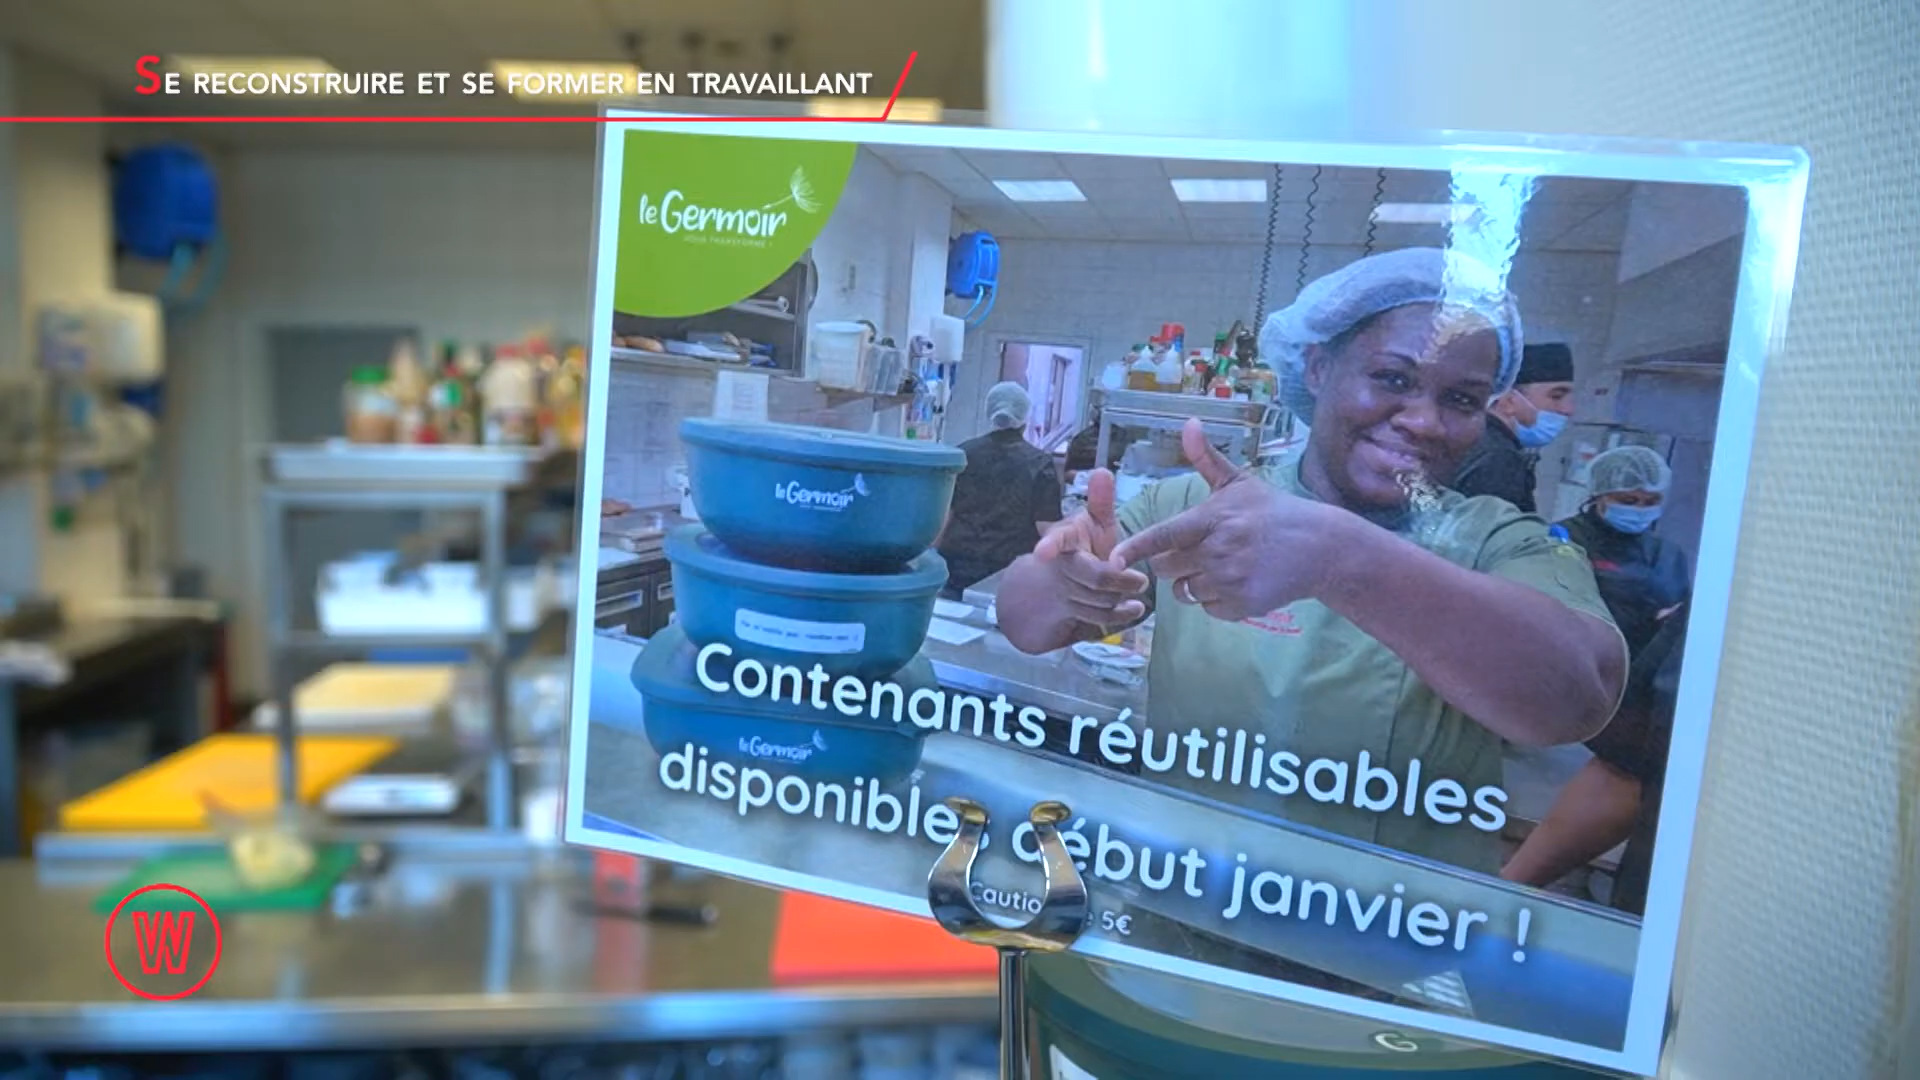 SE RECONSTRUIRE ET SE FORMER EN TRAVAILLANT
le Germoir
le Germoir
le Germoir
Contenants réutilisables
disponibles début janvier !
5€
W